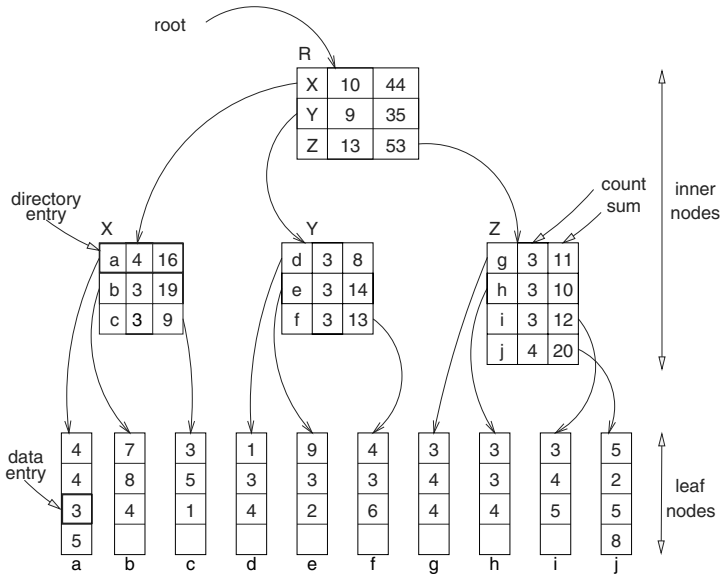 root
R
X 10 44
Y 9 35
Z 13 53
directory
entry
count
sum
inner
nodes
X
a 4 16
b 3 19
c 3 9
Y
d 3 8
e 3 14
f 3 13
Z
g 3 11
h 3 10
i 3 12
j 4 20
data
entry
leaf
nodes
4 7 3 1 9 4 3 3 3 5
4 8 5 3 3 3 4 3 4 2
3 4 1 4 2 6 4 4 5 5
5 8
a b c d e f g h i j